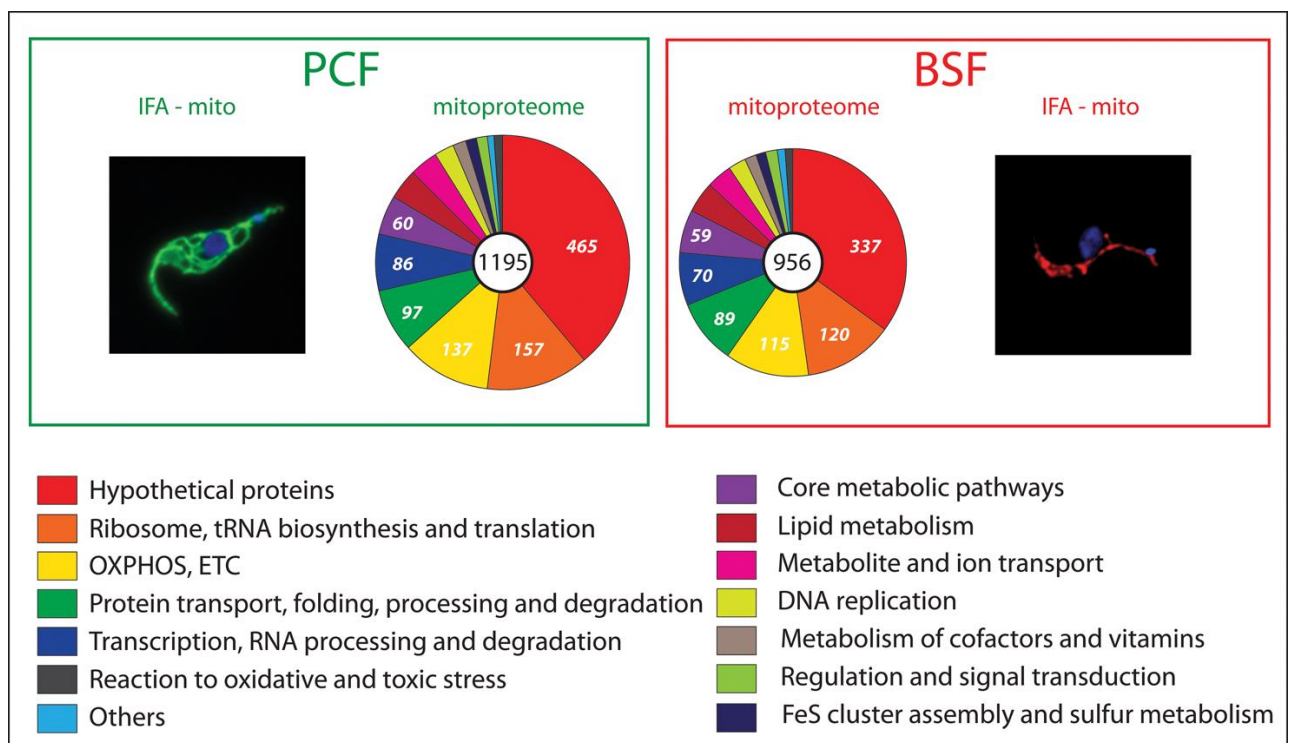 PCF
IFA - mito
mitoproteome
465
157
137
97
86
60
1195
BSF
mitoproteome
IFA - mito
337
120
115
89
70
59
956
Hypothetical proteins
Ribosome, tRNA biosynthesis and translation
OXPHOS, ETC
Protein transport, folding, processing and degradation
Transcription, RNA processing and degradation
Reaction to oxidative and toxic stress
Others
Core metabolic pathways
Lipid metabolism
Metabolite and ion transport
DNA replication
Metabolism of cofactors and vitamins
Regulation and signal transduction
FeS cluster assembly and sulfur metabolism